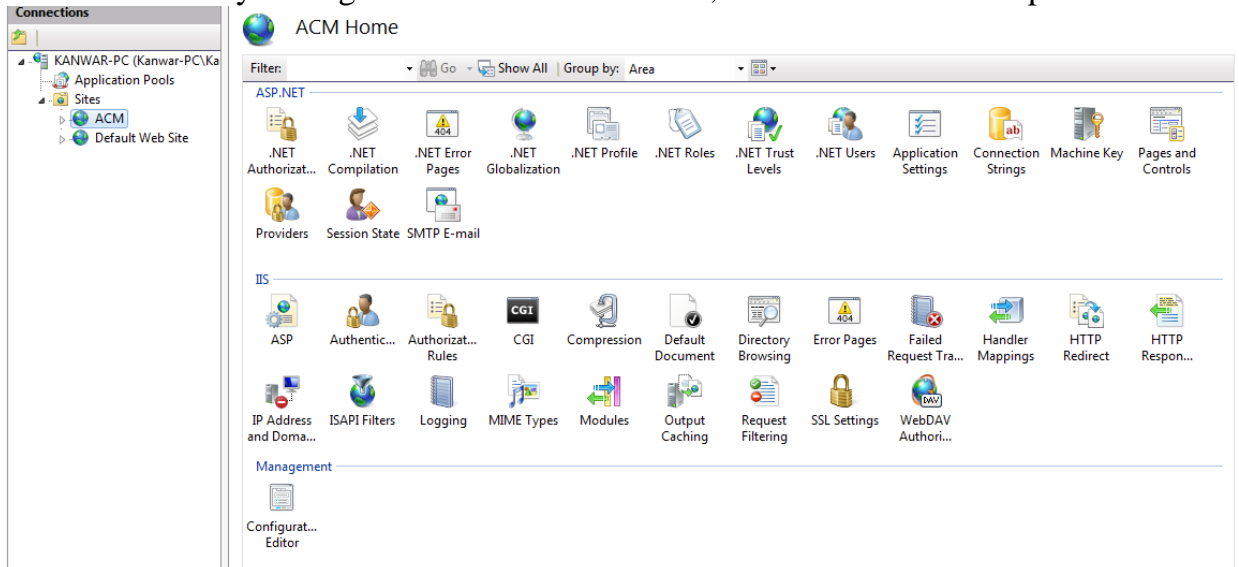 Connections
KANWAR-PC (Kanwar-PC\Ka
Application Pools
Sites
ACM
Default Web Site
ACM Home
Filter: Go Show All Group by: Area
ASP.NET
.NET Authorizat...
.NET Compilation
.NET Error Pages
.NET Globalization
.NET Profile
.NET Roles
.NET Trust Levels
.NET Users
Application Settings
Connection Strings
Machine Key
Pages and Controls
Providers
Session State
SMTP E-mail
IIS
ASP
Authentic...
Authorizat... Rules
CGI
Compression
Default Document
Directory Browsing
Error Pages
Failed Request Tra...
Handler Mappings
HTTP Redirect
HTTP Respon...
IP Address and Doma...
ISAPI Filters
Logging
MIME Types
Modules
Output Caching
Request Filtering
SSL Settings
WebDAV Authori...
Management
Configurat... Editor